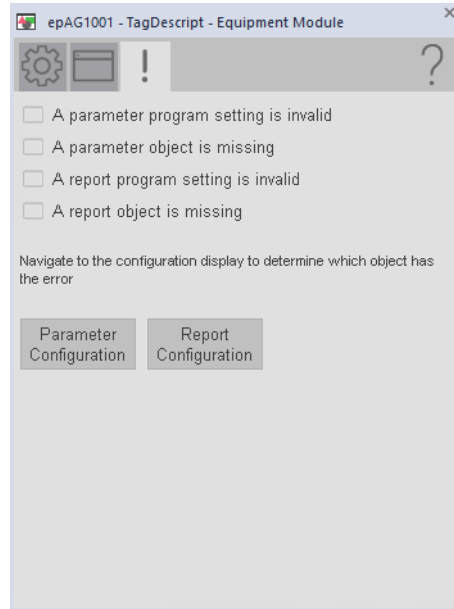 epAG1001 - TagDescript - Equipment Module
A parameter program setting is invalid
A parameter object is missing
A report program setting is invalid
A report object is missing
Navigate to the configuration display to determine which object has
the error
Parameter
Configuration
Report
Configuration